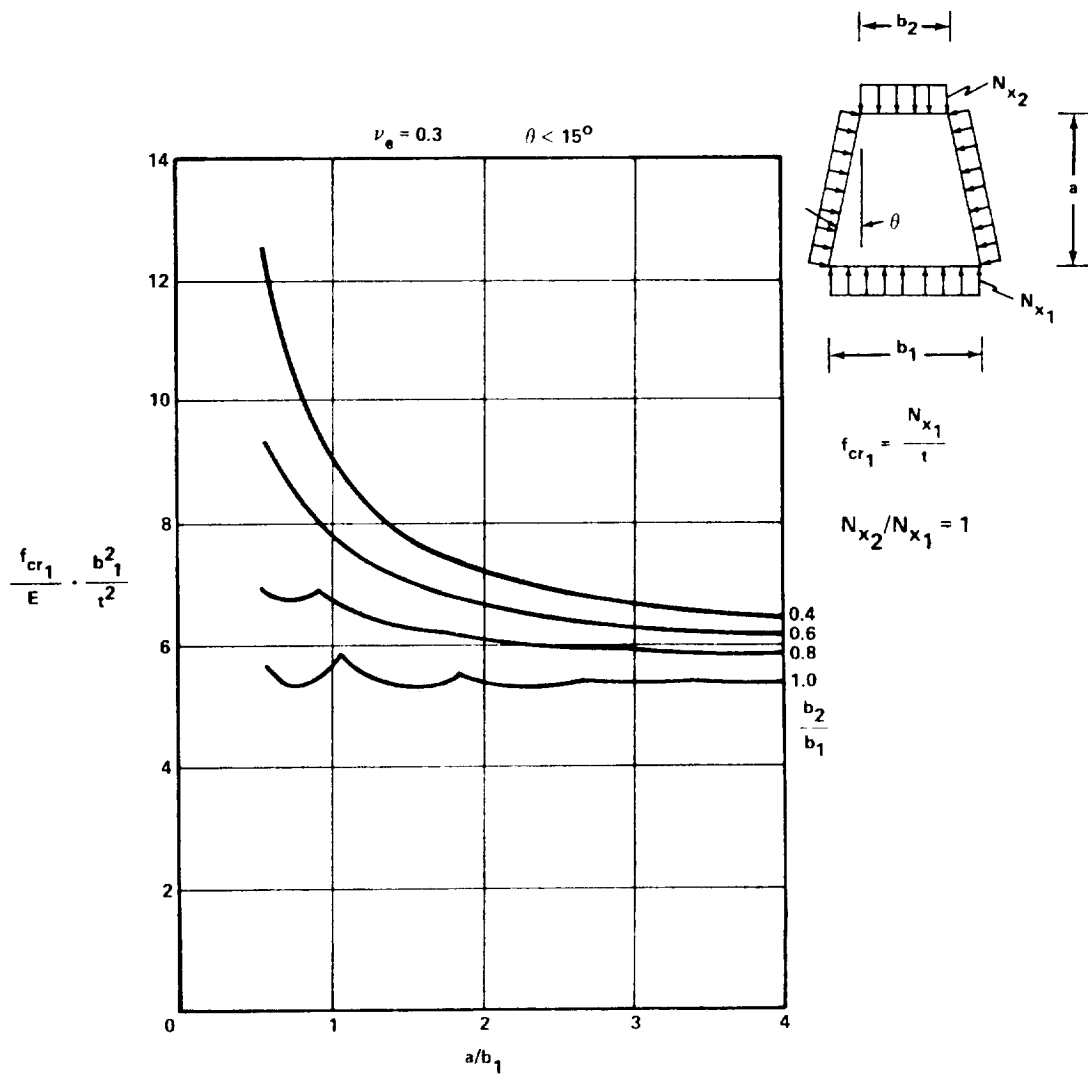 b2
Nx2
a
θ
Nx1
b1
fcr1 = Nx1 / t
Nx2/Nx1 = 1
νe = 0.3 θ < 15°
14
12
10
8
6
4
2
0
fcr1 / E · b²1 / t²
0.4
0.6
0.8
1.0
b2 / b1
0 1 2 3 4
a/b1